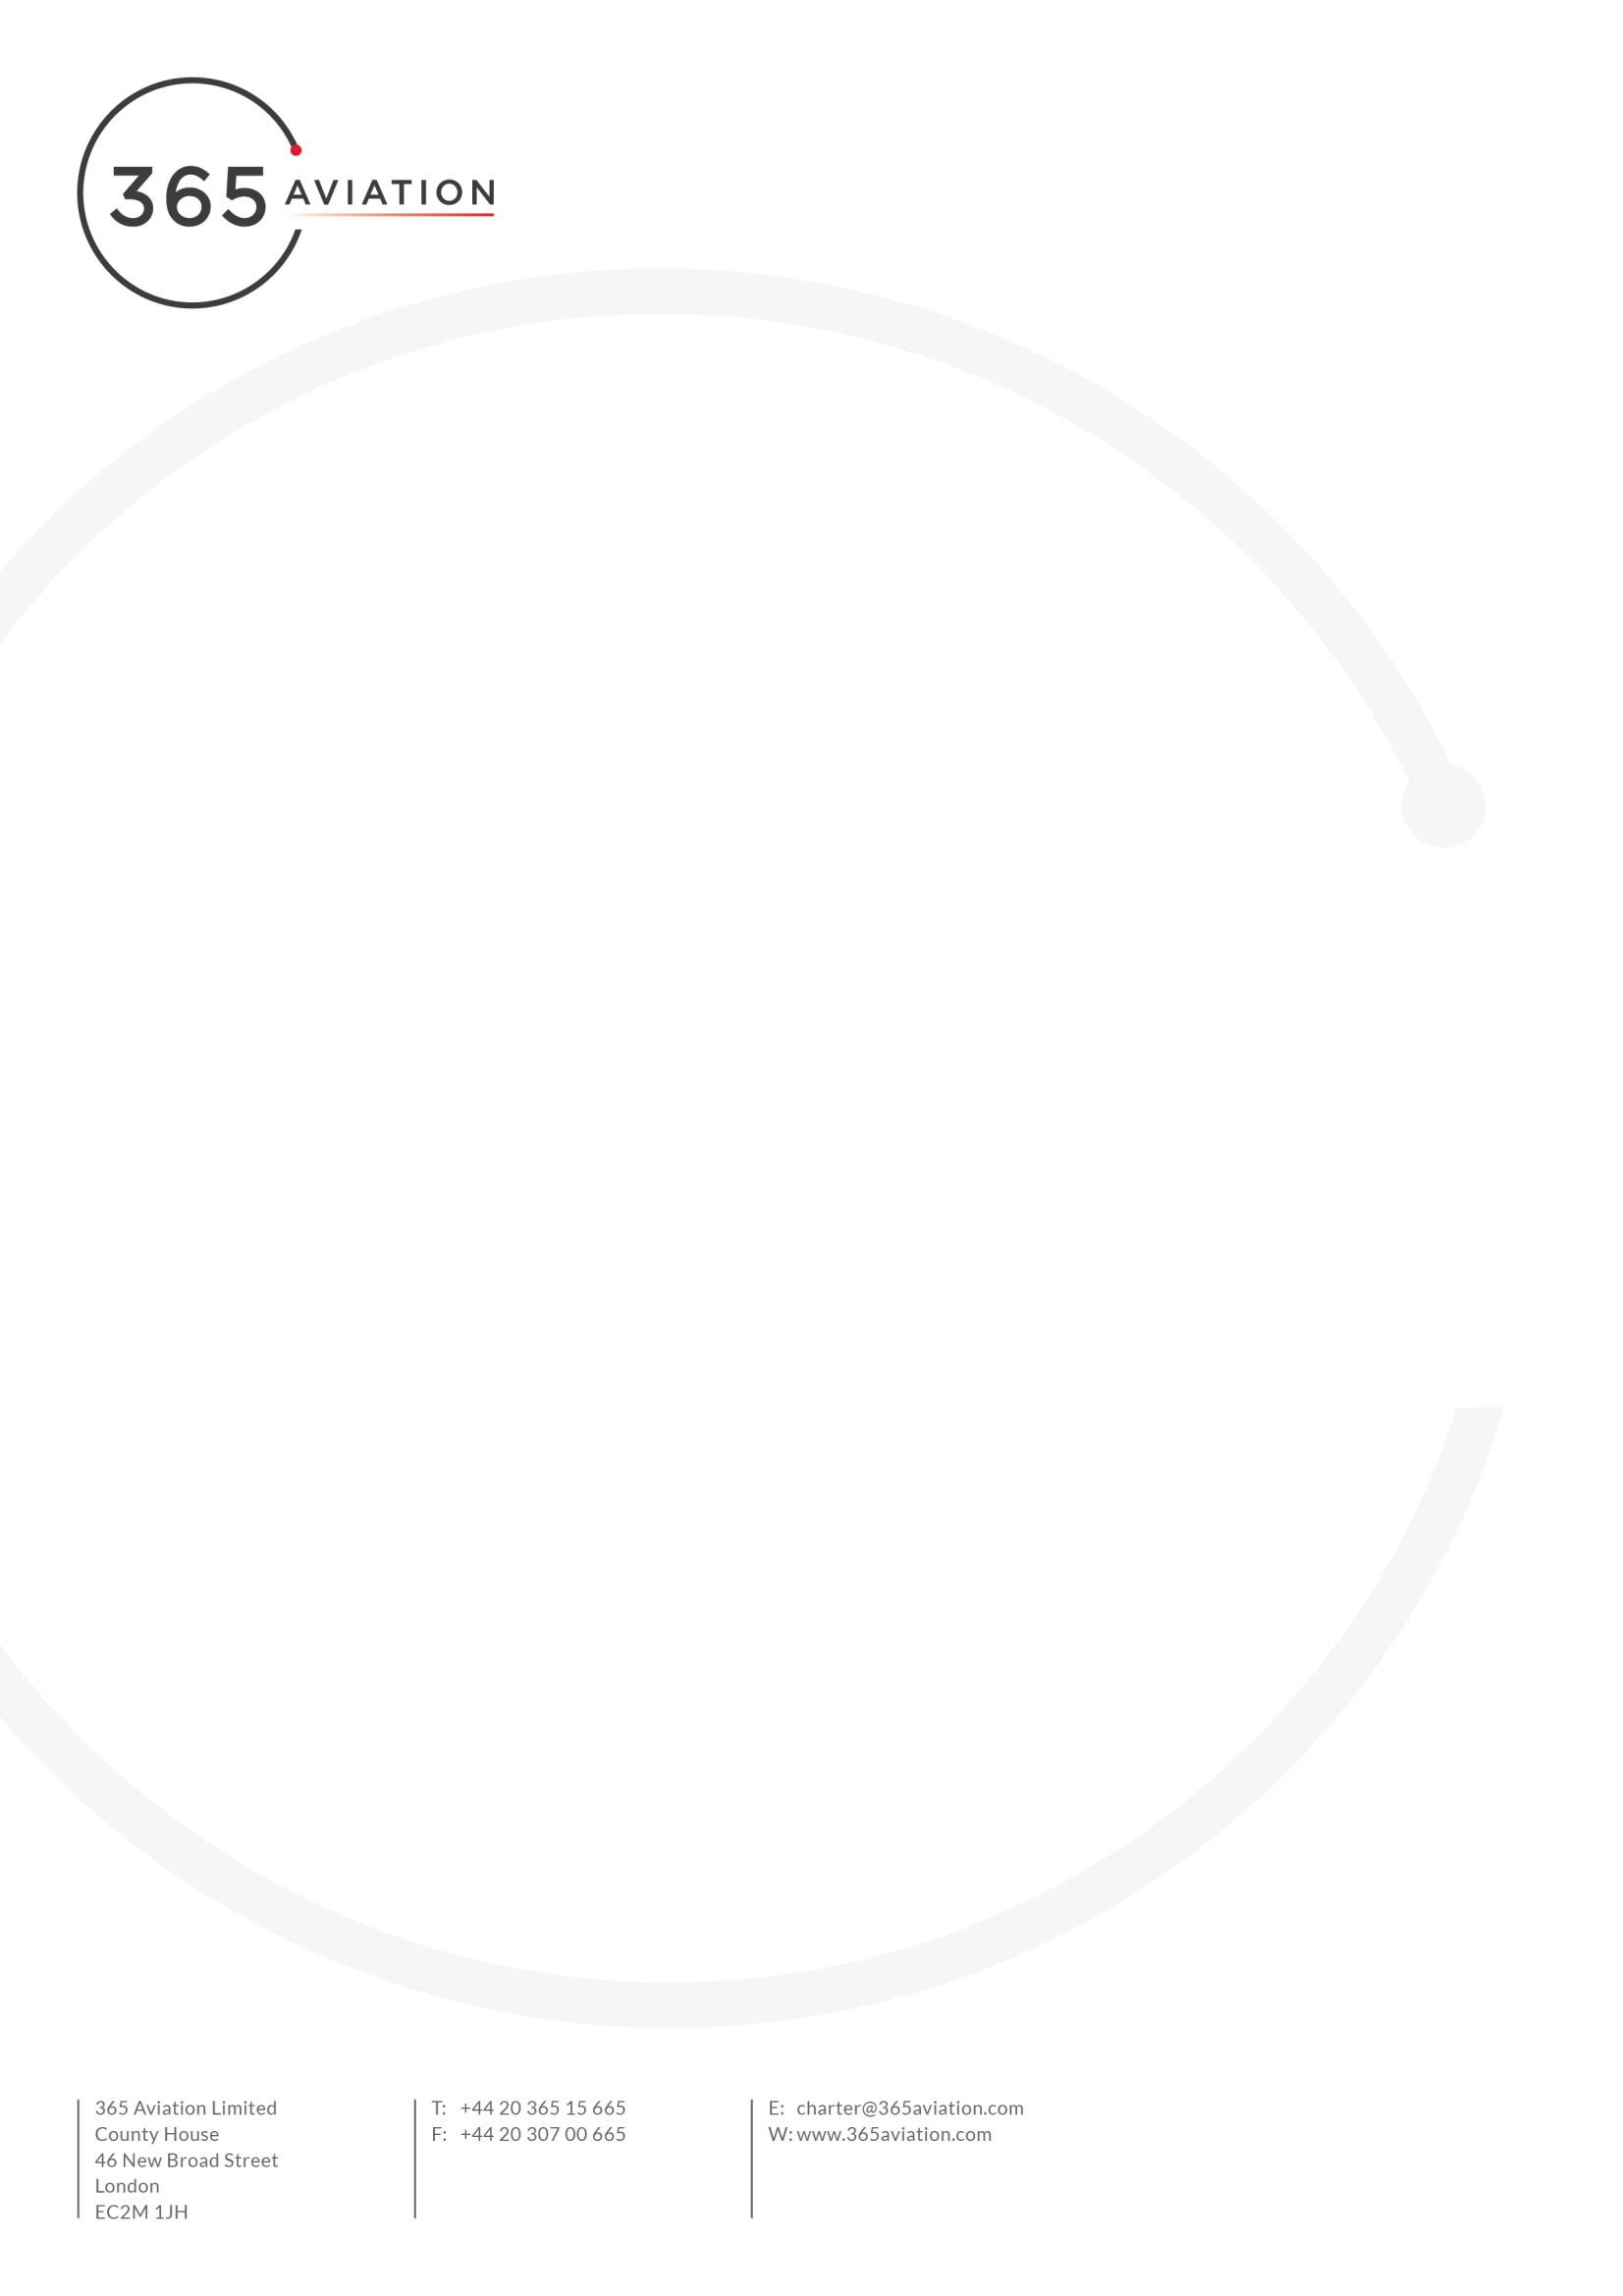 365 AVIATION
365 Aviation Limited
County House
46 New Broad Street
London
EC2M 1JH
T: +44 20 365 15 665
F: +44 20 307 00 665
E: charter@365aviation.com
W: www.365aviation.com